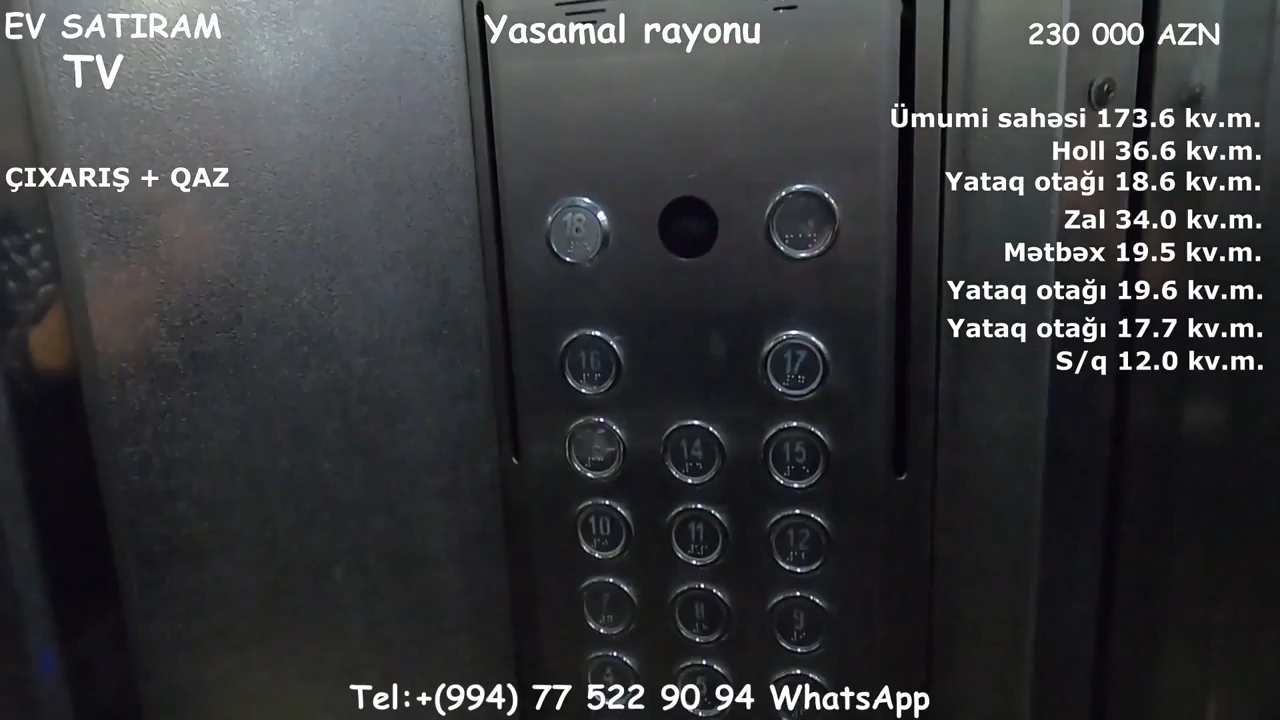 EV SATIRAM
TV
Yasamal rayonu
230 000 AZN
ÇIXARIŞ + QAZ
Ümumi sahəsi 173.6 kv.m.
Holl 36.6 kv.m.
Yataq otağı 18.6 kv.m.
Zal 34.0 kv.m.
Mətbəx 19.5 kv.m.
Yataq otağı 19.6 kv.m.
Yataq otağı 17.7 kv.m.
S/q 12.0 kv.m.
18
16 17
14 15
10 11 12
7 8 9
4 5
Tel:+(994) 77 522 90 94 WhatsApp